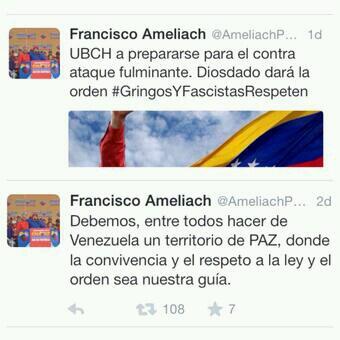 Francisco Ameliach @AmeliachP... 1d
UBCH a prepararse para el contra
ataque fulminante. Diosdado dará la
orden #GringosYFascistasRespeten
Francisco Ameliach @AmeliachP... 2d
Debemos, entre todos hacer de
Venezuela un territorio de PAZ, donde
la convivencia y el respeto a la ley y el
orden sea nuestra guía.
108 7